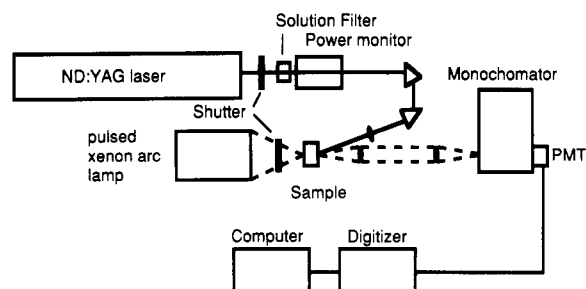 Solution Filter
Power monitor
ND:YAG laser
Monochomator
Shutter
pulsed
xenon arc
lamp
Sample
PMT
Computer
Digitizer